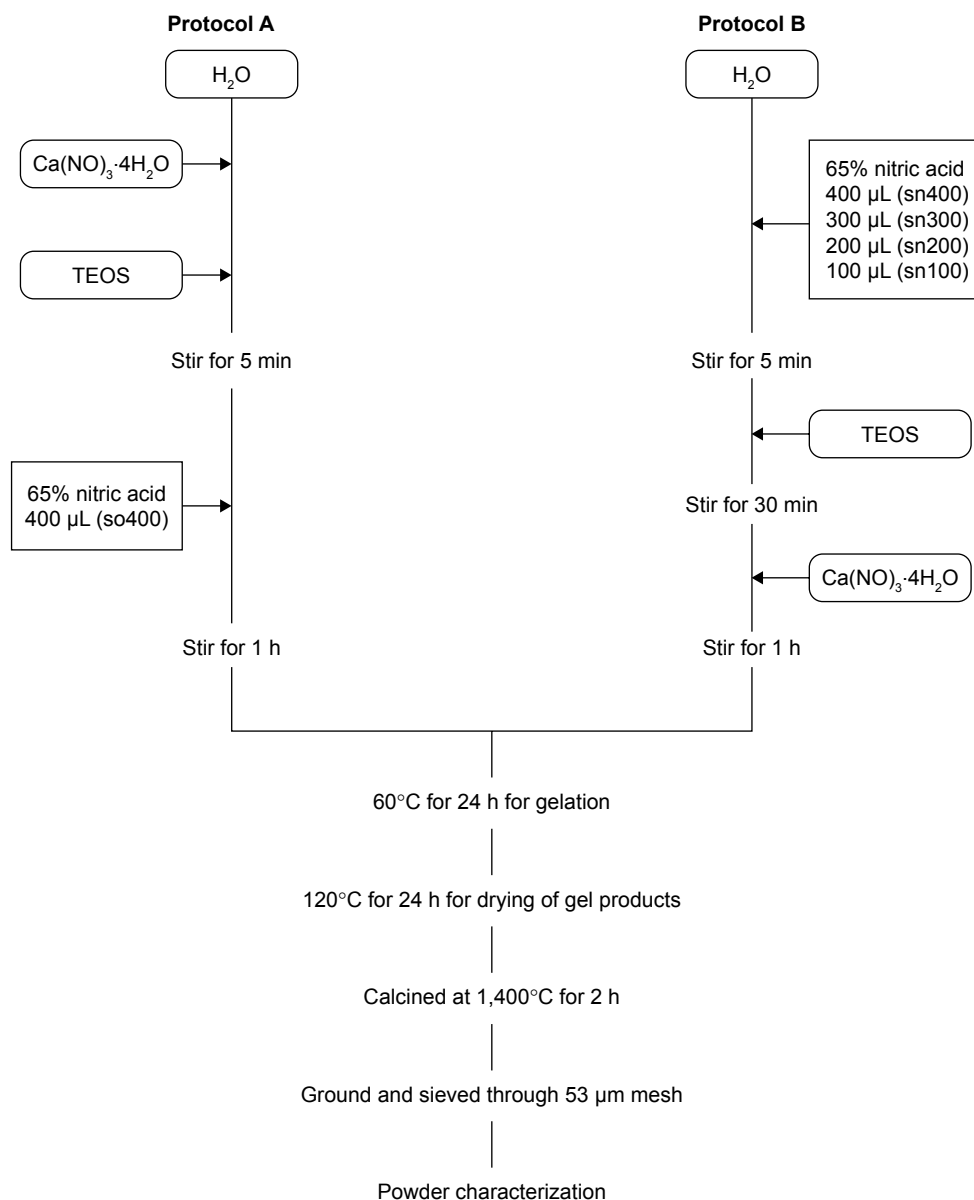 Protocol A
H₂O
Ca(NO)₃·4H₂O
TEOS
Stir for 5 min
65% nitric acid
400 µL (so400)
Stir for 1 h
Protocol B
H₂O
65% nitric acid
400 µL (sn400)
300 µL (sn300)
200 µL (sn200)
100 µL (sn100)
Stir for 5 min
TEOS
Stir for 30 min
Ca(NO)₃·4H₂O
Stir for 1 h
60°C for 24 h for gelation
120°C for 24 h for drying of gel products
Calcined at 1,400°C for 2 h
Ground and sieved through 53 µm mesh
Powder characterization